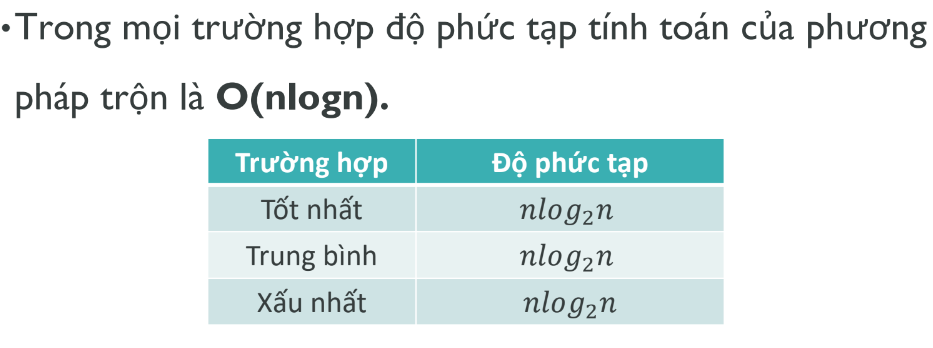 •Trong mọi trường hợp độ phức tạp tính toán của phương
pháp trộn là O(nlogn).
Trường hợp Độ phức tạp
Tốt nhất nlog₂n
Trung bình nlog₂n
Xấu nhất nlog₂n